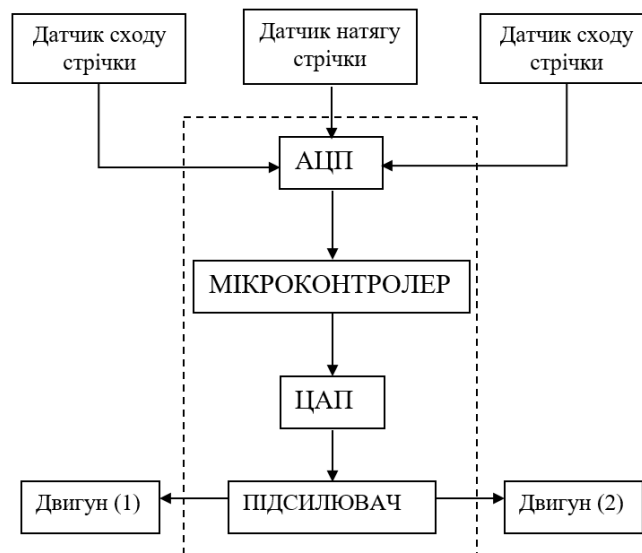 Датчик сходу
стрічки
Датчик натягу
стрічки
Датчик сходу
стрічки
АЦП
МІКРОКОНТРОЛЕР
ЦАП
Двигун (1)
ПІДСИЛЮВАЧ
Двигун (2)